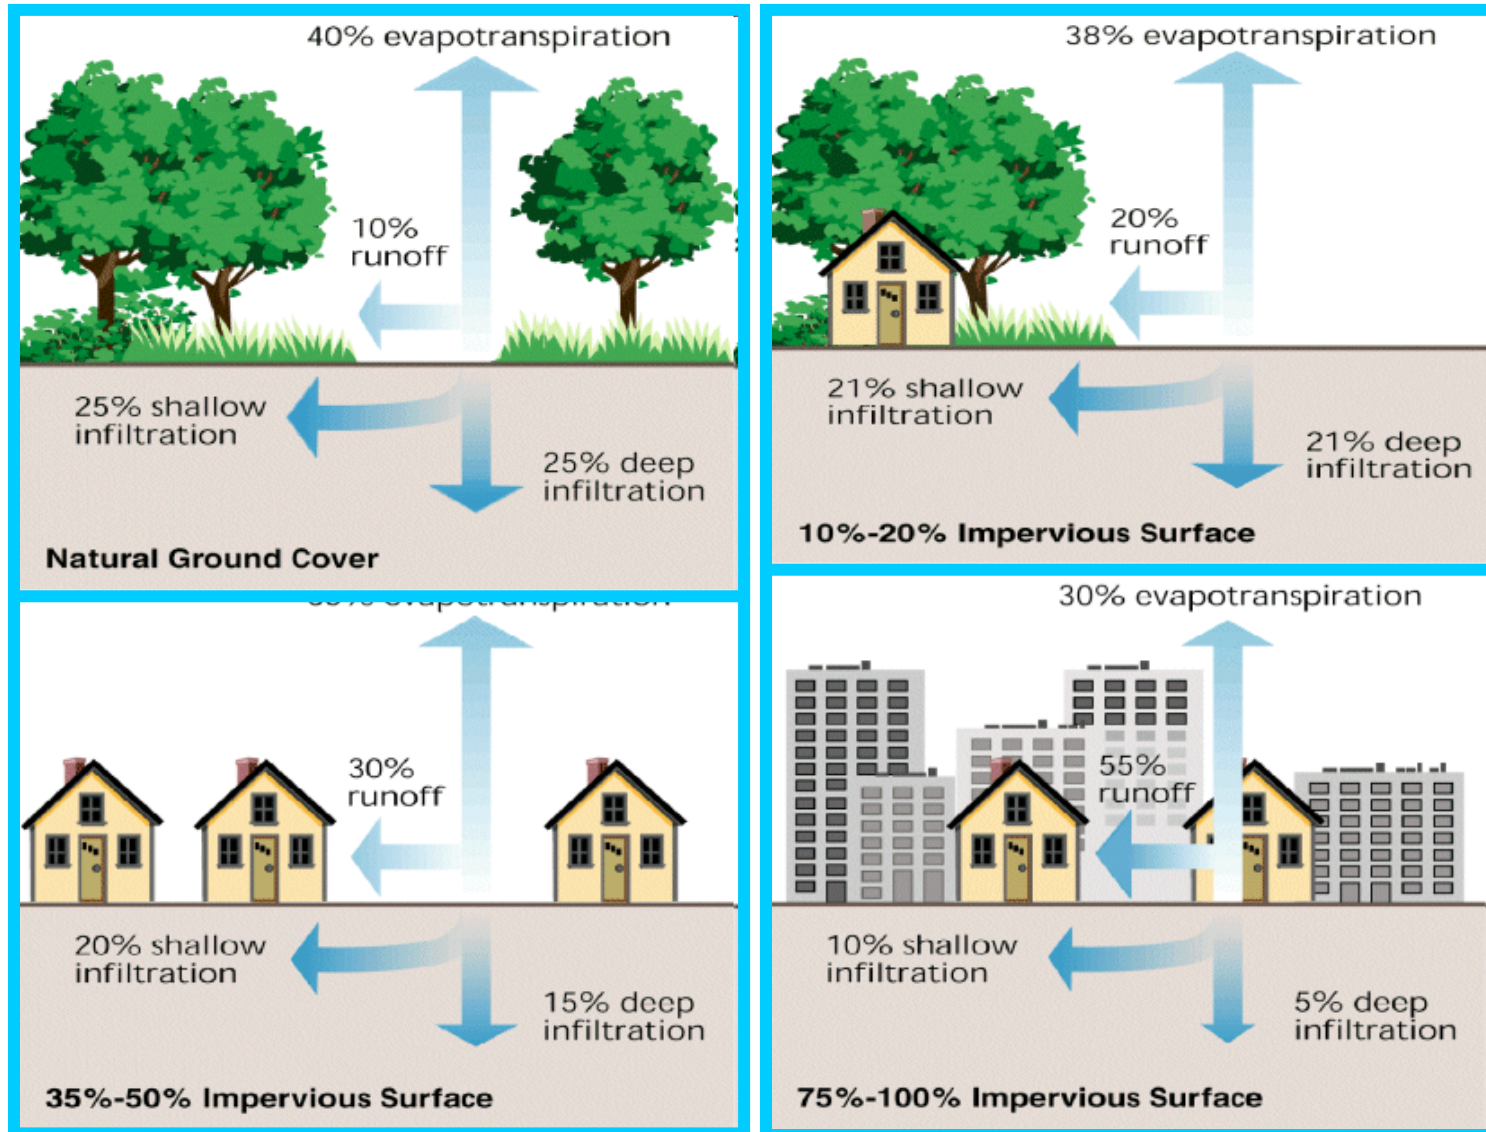 40% evapotranspiration
10%
runoff
25% shallow
infiltration
25% deep
infiltration
Natural Ground Cover
38% evapotranspiration
20%
runoff
21% shallow
infiltration
21% deep
infiltration
10%-20% Impervious Surface
evapotranspiration
30%
runoff
20% shallow
infiltration
15% deep
infiltration
35%-50% Impervious Surface
30% evapotranspiration
55%
runoff
10% shallow
infiltration
5% deep
infiltration
75%-100% Impervious Surface